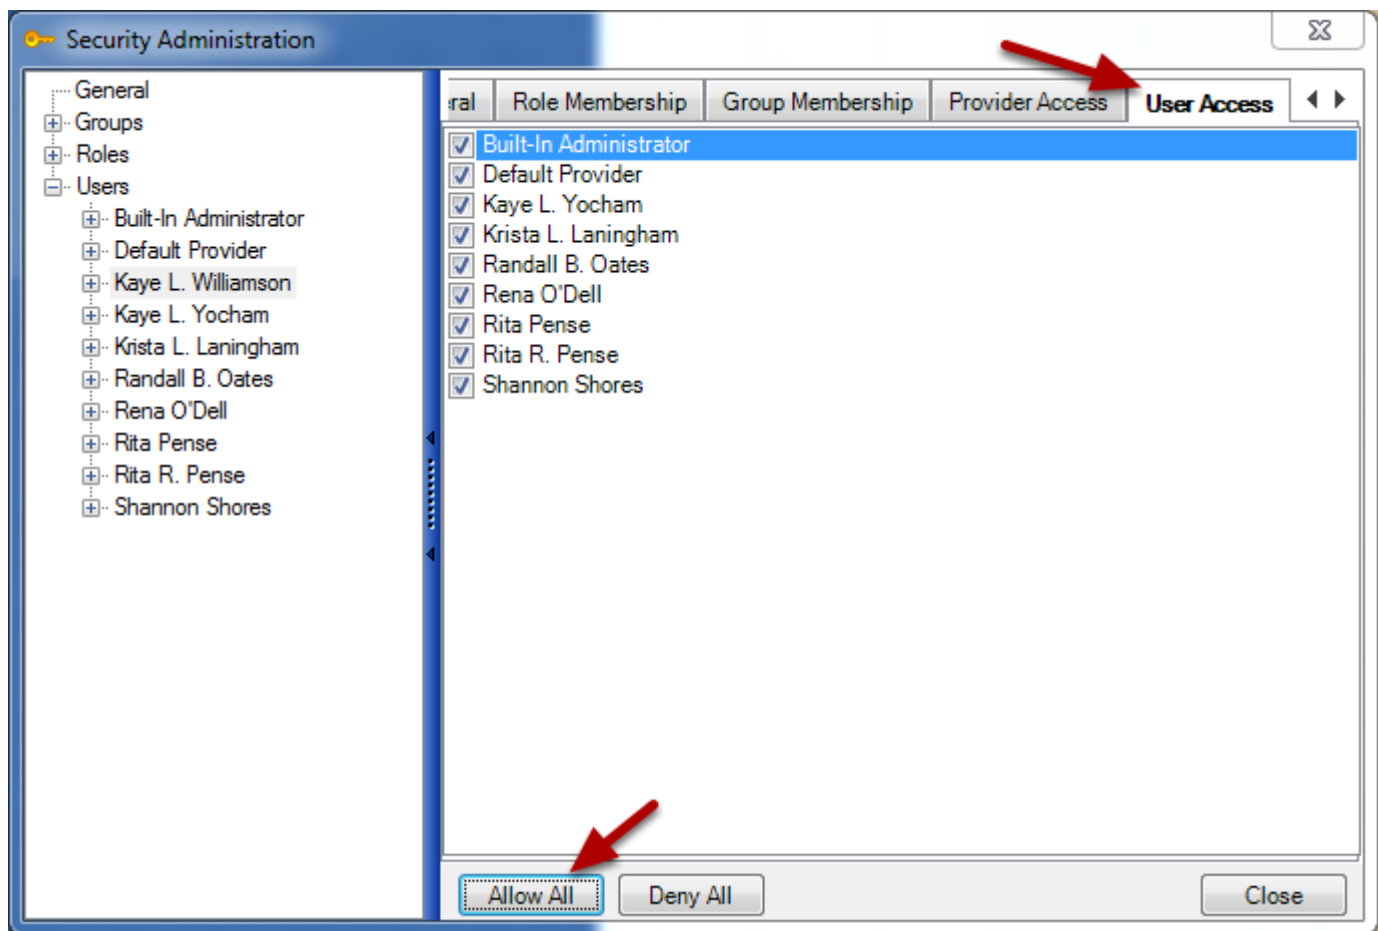 Security Administration
General
Groups
Roles
Users
Built-In Administrator
Default Provider
Kaye L. Williamson
Kaye L. Yocham
Krista L. Laningham
Randall B. Oates
Rena O'Dell
Rita Pense
Rita R. Pense
Shannon Shores
eral Role Membership Group Membership Provider Access User Access
Built-In Administrator
Default Provider
Kaye L. Yocham
Krista L. Laningham
Randall B. Oates
Rena O'Dell
Rita Pense
Rita R. Pense
Shannon Shores
Allow All Deny All Close